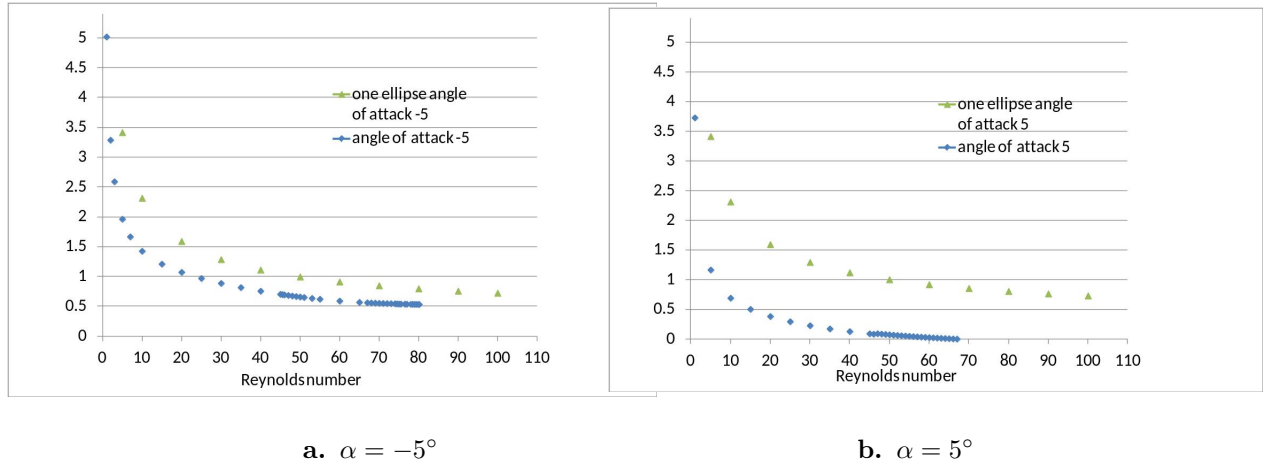 5
4.5
4
3.5
3
2.5
2
1.5
1
0.5
0
0 10 20 30 40 50 60 70 80 90 100 110
Reynolds number
one ellipse angle
of attack -5
angle of attack -5
a. α = −5°
5
4.5
4
3.5
3
2.5
2
1.5
1
0.5
0
0 10 20 30 40 50 60 70 80 90 100 110
Reynolds number
one ellipse angle
of attack 5
angle of attack 5
b. α = 5°